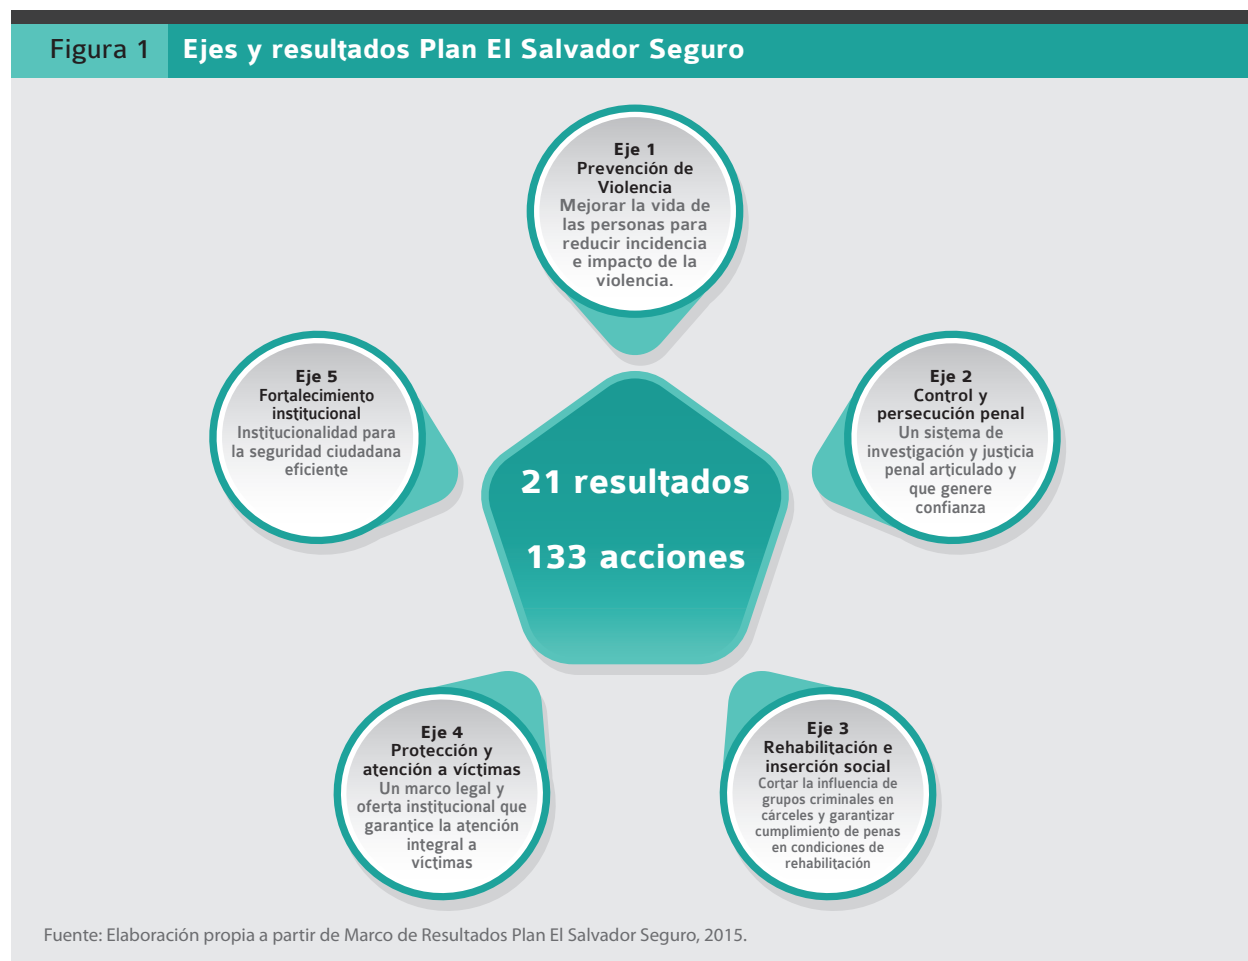 Figura 1
Ejes y resultados Plan El Salvador Seguro
Eje 1
Prevención de
Violencia
Mejorar la vida de
las personas para
reducir incidencia
e impacto de la
violencia.
Eje 2
Control y
persecución penal
Un sistema de
investigación y justicia
penal articulado y
que genere
confianza
Eje 3
Rehabilitación e
inserción social
Cortar la influencia de
grupos criminales en
cárceles y garantizar
cumplimiento de penas
en condiciones de
rehabilitación
Eje 4
Protección y
atención a víctimas
Un marco legal y
oferta institucional que
garantice la atención
integral a
víctimas
Eje 5
Fortalecimiento
institucional
Institucionalidad para
la seguridad ciudadana
eficiente
21 resultados
133 acciones
Fuente: Elaboración propia a partir de Marco de Resultados Plan El Salvador Seguro, 2015.